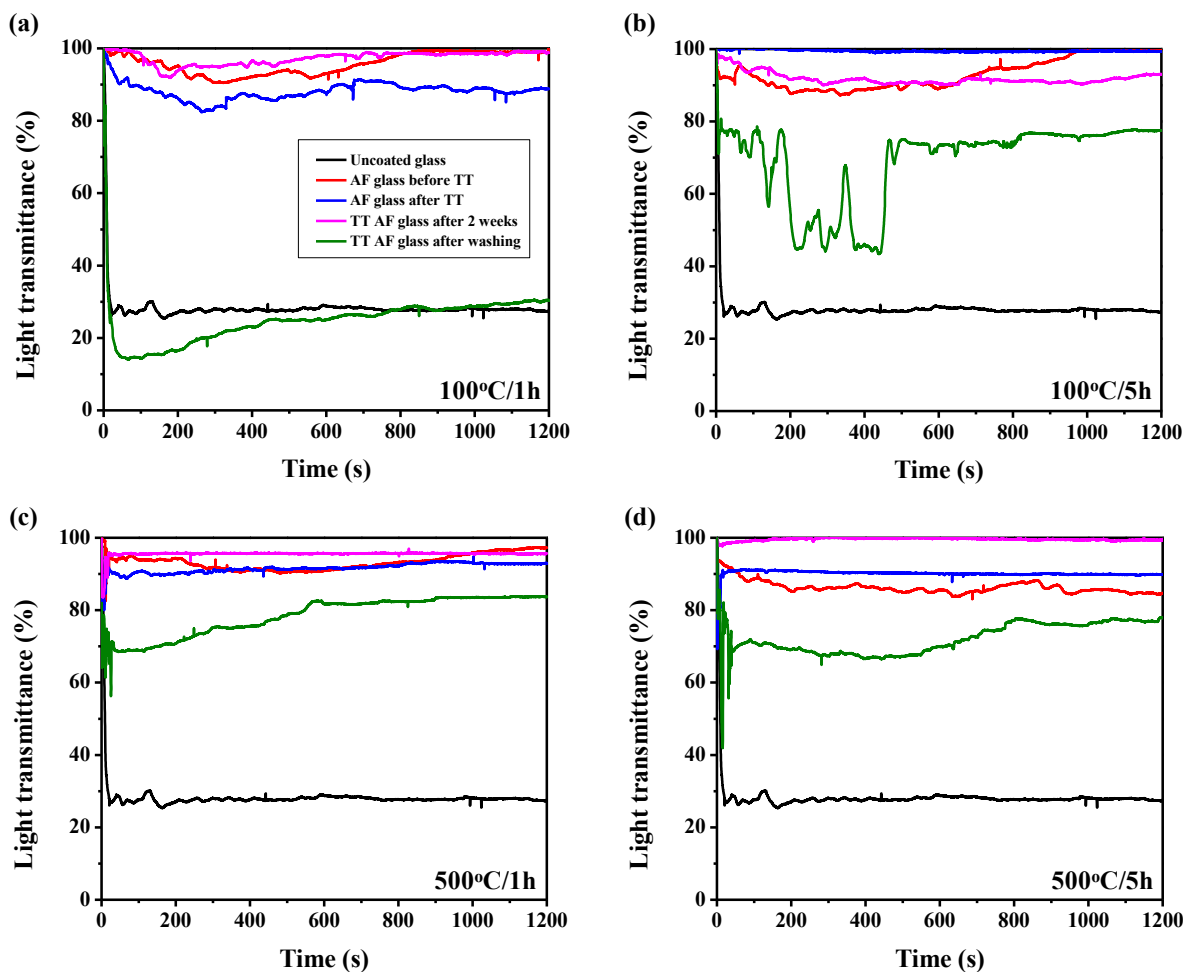 (a)
Light transmittance (%)
100
80
60
40
20
0
Uncoated glass
AF glass before TT
AF glass after TT
TT AF glass after 2 weeks
TT AF glass after washing
100°C/1h
0 200 400 600 800 1000 1200
Time (s)
(b)
Light transmittance (%)
100
80
60
40
20
0
100°C/5h
0 200 400 600 800 1000 1200
Time (s)
(c)
Light transmittance (%)
100
80
60
40
20
0
500°C/1h
0 200 400 600 800 1000 1200
Time (s)
(d)
Light transmittance (%)
100
80
60
40
20
0
500°C/5h
0 200 400 600 800 1000 1200
Time (s)